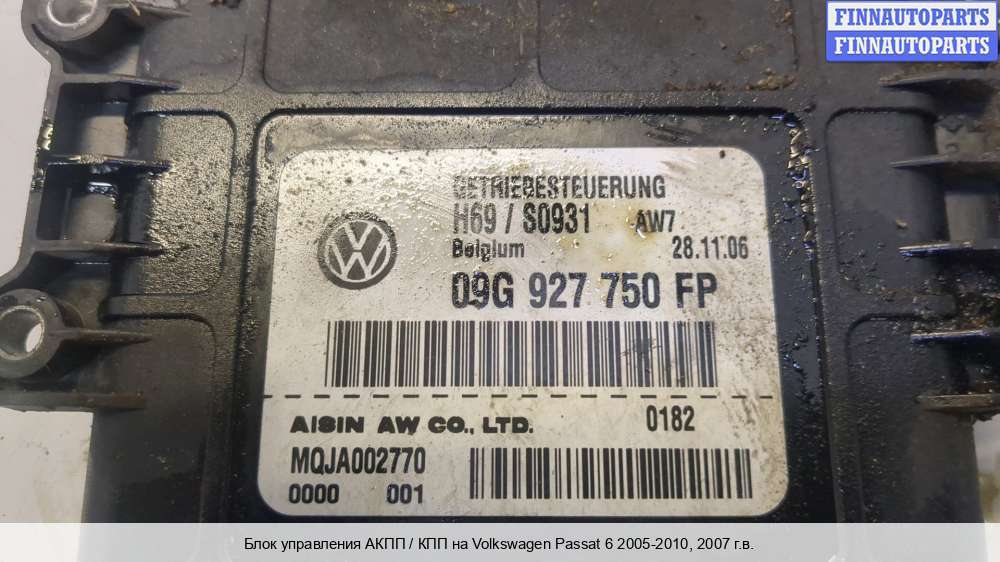 FINNAUTOPARTS
FINNAUTOPARTS
GETRIEBESTEUERUNG
H69 / S0931 AW7
Belgium 28.11.06
09G 927 750 FP
AISIN AW CO., LTD. 0182
MQJA002770
0000 001
Блок управления АКПП / КПП на Volkswagen Passat 6 2005-2010, 2007 г.в.